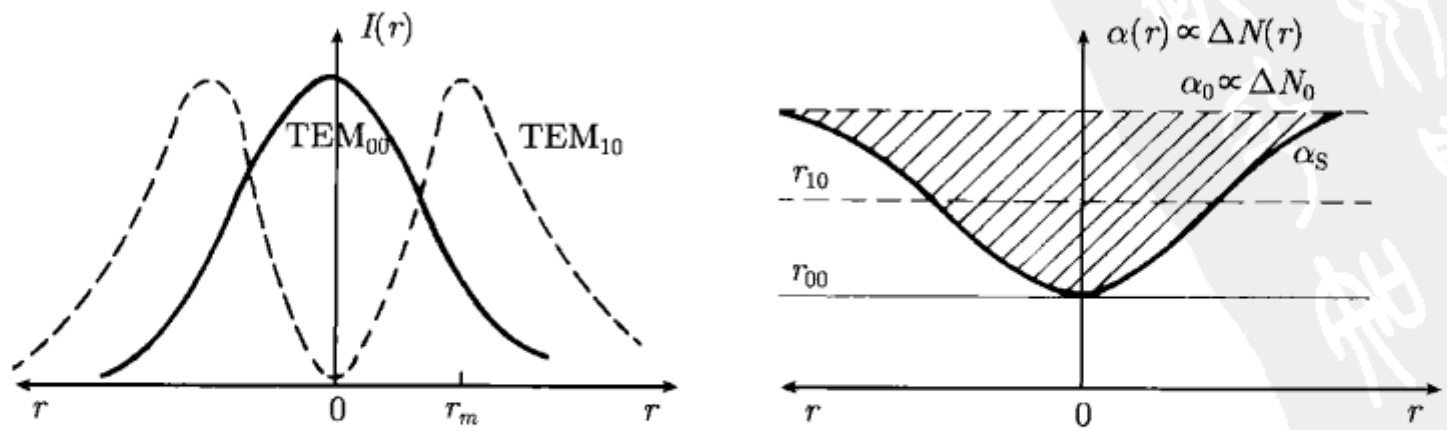 I(r)
TEM₀₀
TEM₁₀
r 0 rₘ r
α(r) ∝ ΔN(r)
α₀ ∝ ΔN₀
αS
r₁₀
r₀₀
r 0 r